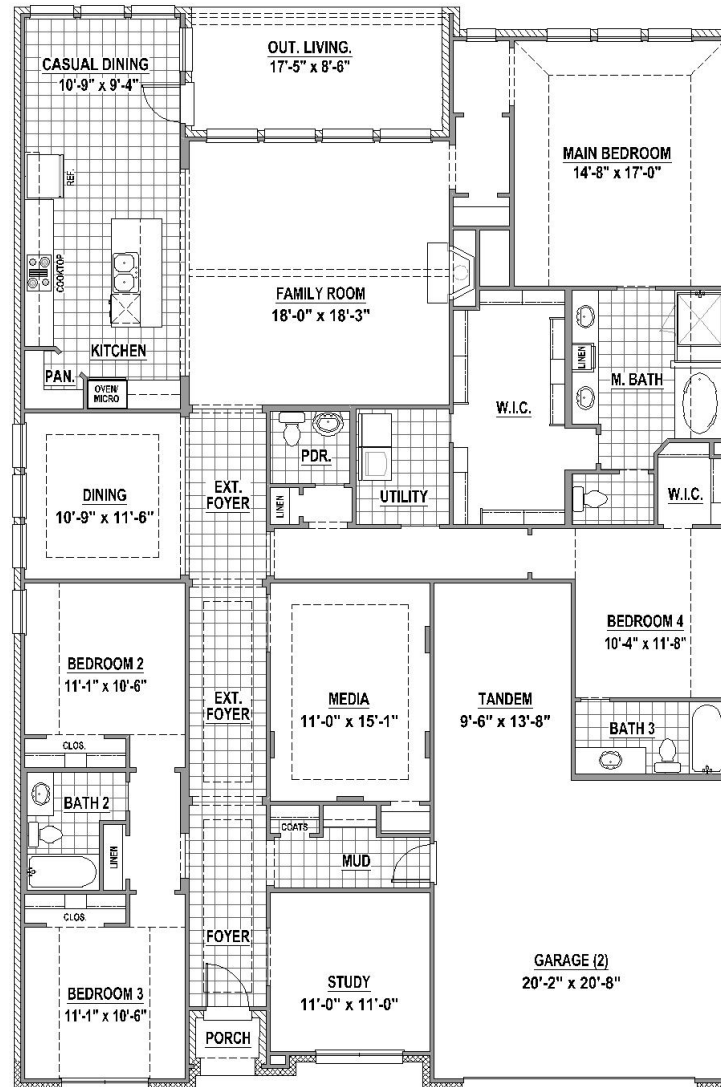 CASUAL DINING
10'-9" x 9'-4"
OUT. LIVING.
17'-5" x 8'-6"
MAIN BEDROOM
14'-8" x 17'-0"
REF.
COOKTOP
FAMILY ROOM
18'-0" x 18'-3"
KITCHEN
PAN.
OVEN/
MICRO
LINEN
M. BATH
W.I.C.
PDR.
W.I.C.
EXT.
FOYER
UTILITY
LINEN
DINING
10'-9" x 11'-6"
BEDROOM 4
10'-4" x 11'-8"
BEDROOM 2
11'-1" x 10'-6"
EXT.
FOYER
MEDIA
11'-0" x 15'-1"
TANDEM
9'-6" x 13'-8"
BATH 3
CLOS.
BATH 2
COATS
LINEN
MUD
CLOS.
FOYER
GARAGE (2)
20'-2" x 20'-8"
STUDY
11'-0" x 11'-0"
BEDROOM 3
11'-1" x 10'-6"
PORCH